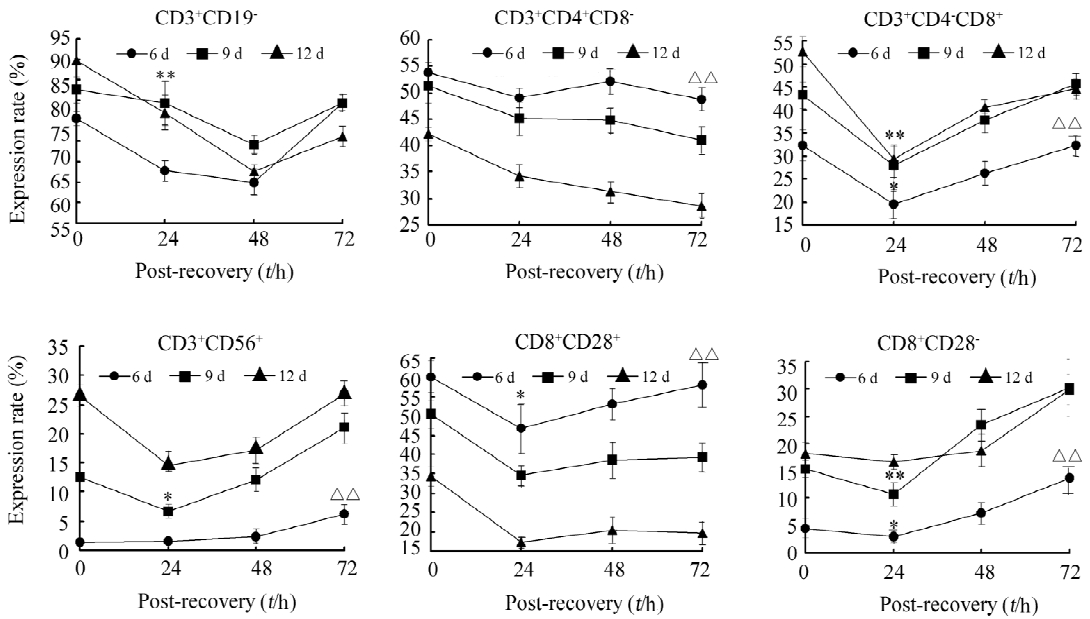 CD3⁺CD19⁻
95
90
85
80
75
70
65
60
55
6 d 9 d 12 d
**
0 24 48 72
Post-recovery (t/h)
Expression rate (%)
CD3⁺CD4⁺CD8⁻
60
55
50
45
40
35
30
25
6 d 9 d 12 d
△△
0 24 48 72
Post-recovery (t/h)
CD3⁺CD4⁻CD8⁺
55
50
45
40
35
30
25
20
15
6 d 9 d 12 d
**
*
△△
0 24 48 72
Post-recovery (t/h)
CD3⁺CD56⁺
35
30
25
20
15
10
5
0
6 d 9 d 12 d
*
△△
0 24 48 72
Post-recovery (t/h)
Expression rate (%)
CD8⁺CD28⁺
65
60
55
50
45
40
35
30
25
20
15
6 d 9 d 12 d
*
△△
0 24 48 72
Post-recovery (t/h)
CD8⁺CD28⁻
35
30
25
20
15
10
5
0
6 d 9 d 12 d
**
*
△△
0 24 48 72
Post-recovery (t/h)